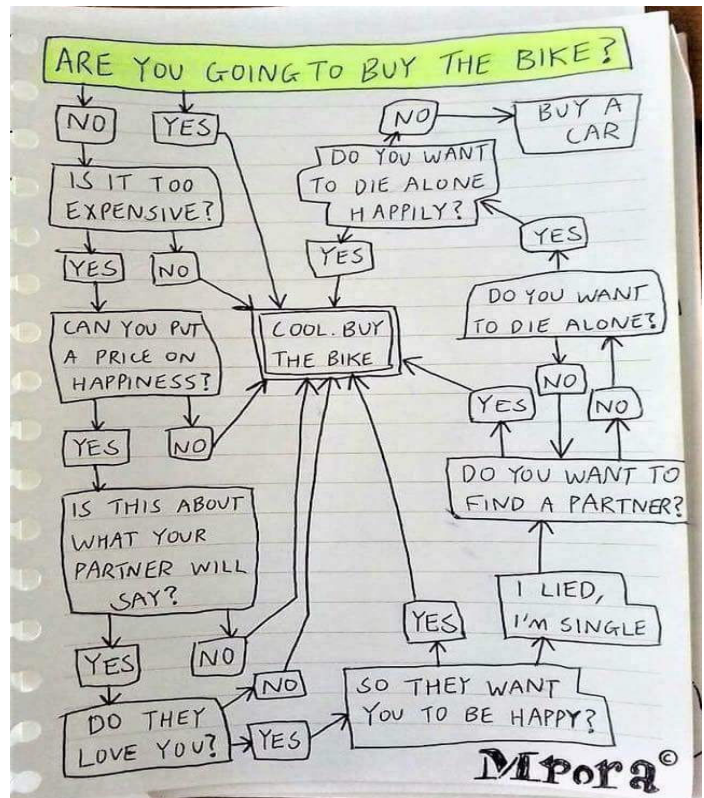 ARE YOU GOING TO BUY THE BIKE?
NO
YES
IS IT TOO
EXPENSIVE?
YES
NO
CAN YOU PUT
A PRICE ON
HAPPINESS?
YES
NO
IS THIS ABOUT
WHAT YOUR
PARTNER WILL
SAY?
YES
NO
DO THEY
LOVE YOU?
NO
YES
SO THEY WANT
YOU TO BE HAPPY?
YES
I LIED,
I'M SINGLE
DO YOU WANT TO
FIND A PARTNER?
YES
NO
NO
DO YOU WANT
TO DIE ALONE?
YES
DO YOU WANT
TO DIE ALONE
HAPPILY?
NO
BUY A
CAR
YES
COOL. BUY
THE BIKE
Mpora©